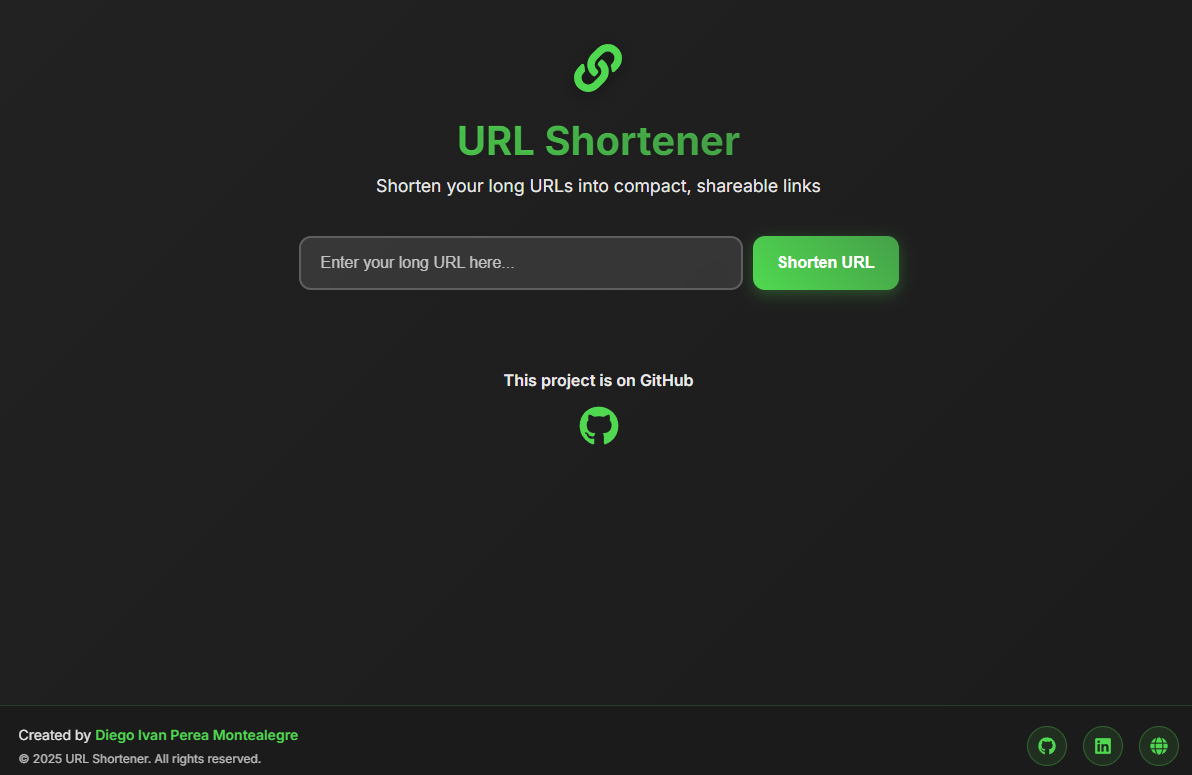 URL Shortener
Shorten your long URLs into compact, shareable links
Enter your long URL here...
Shorten URL
This project is on GitHub
Created by Diego Ivan Perea Montealegre
© 2025 URL Shortener. All rights reserved.